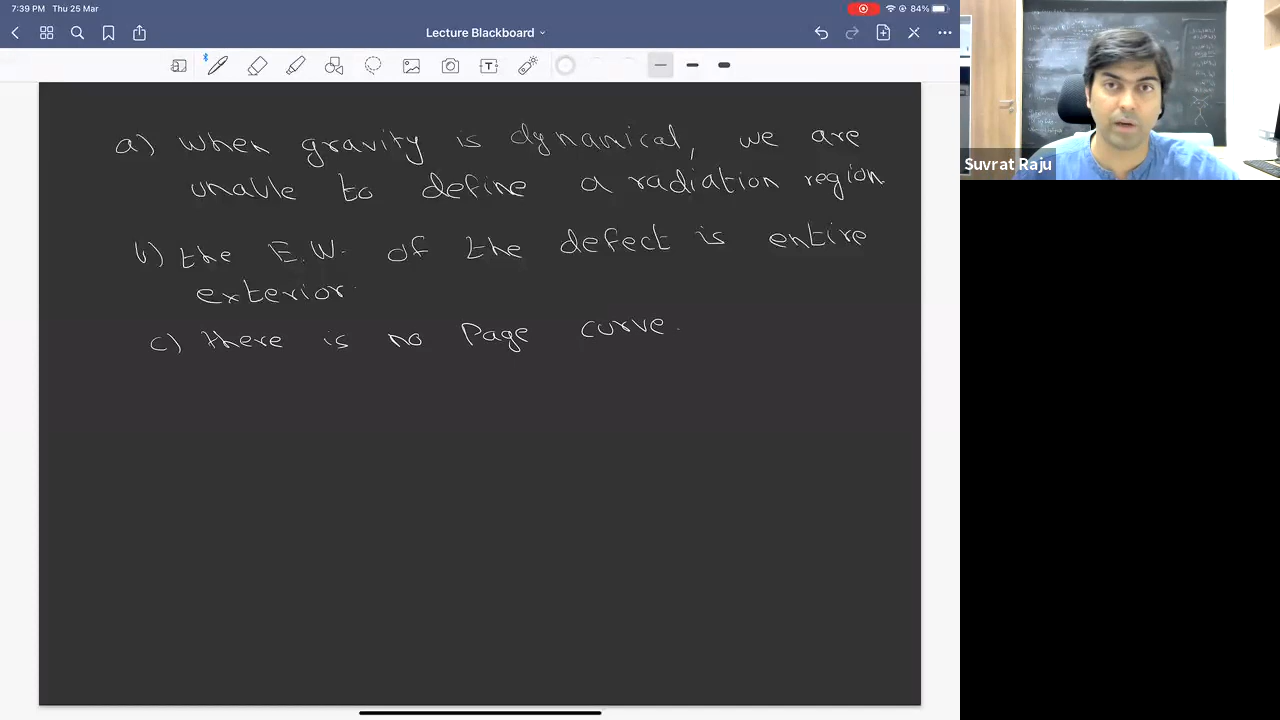 7:39 PM Thu 25 Mar
84%
Lecture Blackboard
T
a) when gravity is dynamical, we are
unable to define a radiation region.
b) the E.W. of the defect is entire
exterior.
c) there is no Page curve.
Suvrat Raju